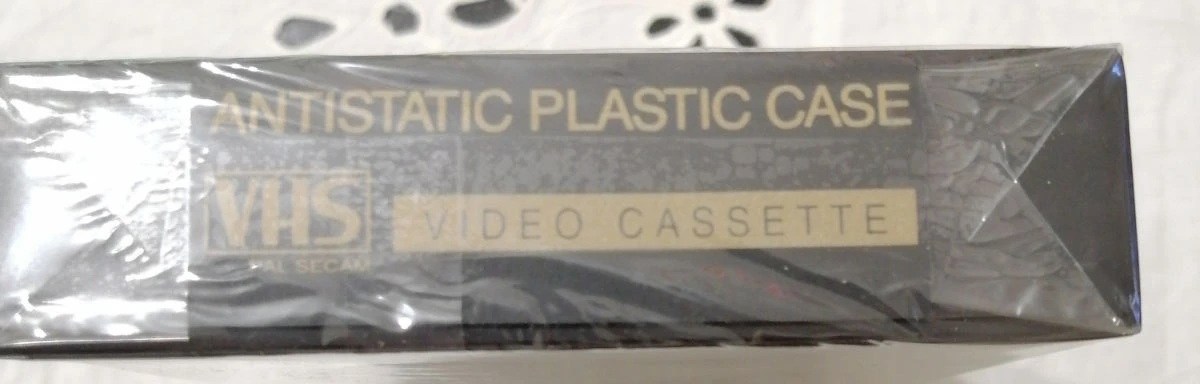 ANTISTATIC PLASTIC CASE
VHS
VIDEO CASSETTE
PAL SECAM